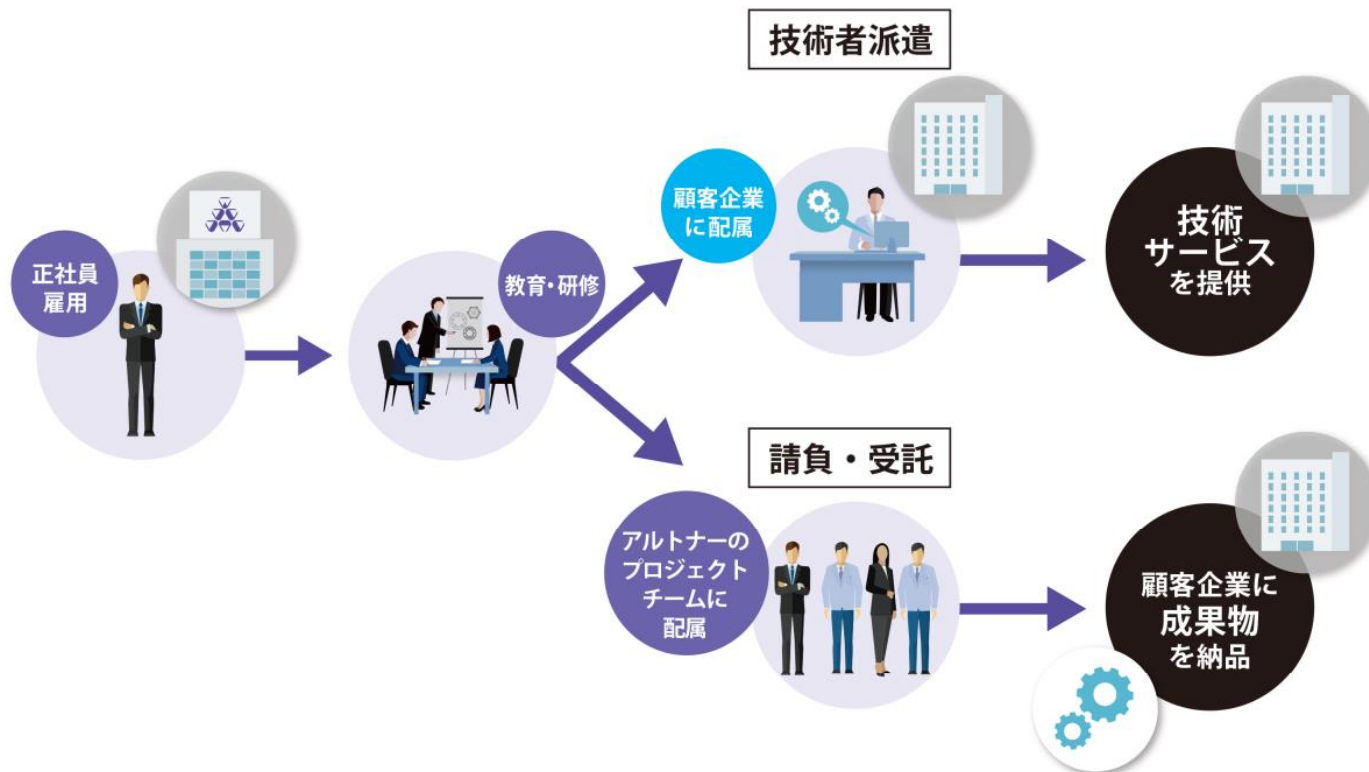 技術者派遣
顧客企業
に配属
技術
サービス
を提供
正社員
雇用
教育・研修
請負・受託
アルトナーの
プロジェクト
チームに
配属
顧客企業に
成果物
を納品